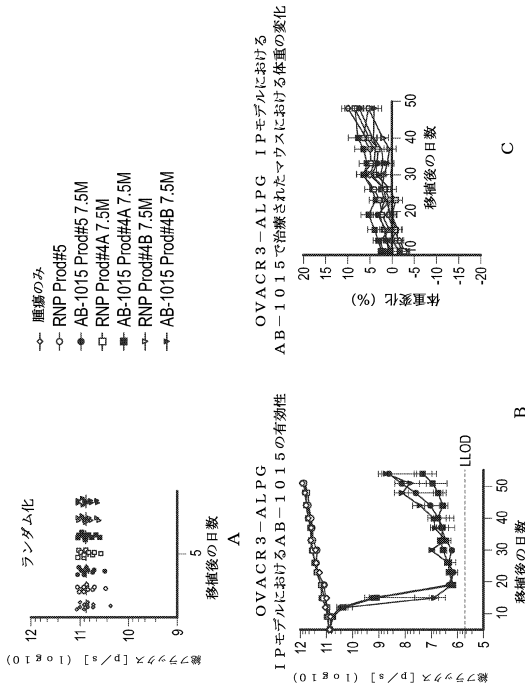 ランダム化
12
11
10
9
総フラックス [p/s] (log10)
5
移植後の日数
A
腫瘍のみ
RNP Prod#5
AB-1015 Prod#5 7.5M
RNP Prod#4A 7.5M
AB-1015 Prod#4A 7.5M
RNP Prod#4B 7.5M
AB-1015 Prod#4B 7.5M
OVACR3-ALPG
IPモデルにおけるAB-1015の有効性
12
11
10
9
8
7
6
5
総フラックス [p/s] (log10)
LLOD
10 20 30 40 50
移植後の日数
B
OVACR3-ALPG IPモデルにおける
AB-1015で治療されたマウスにおける体重の変化
20
15
10
5
0
-5
-10
-15
-20
体重変化 (%)
10 20 30 40 50
移植後の日数
C